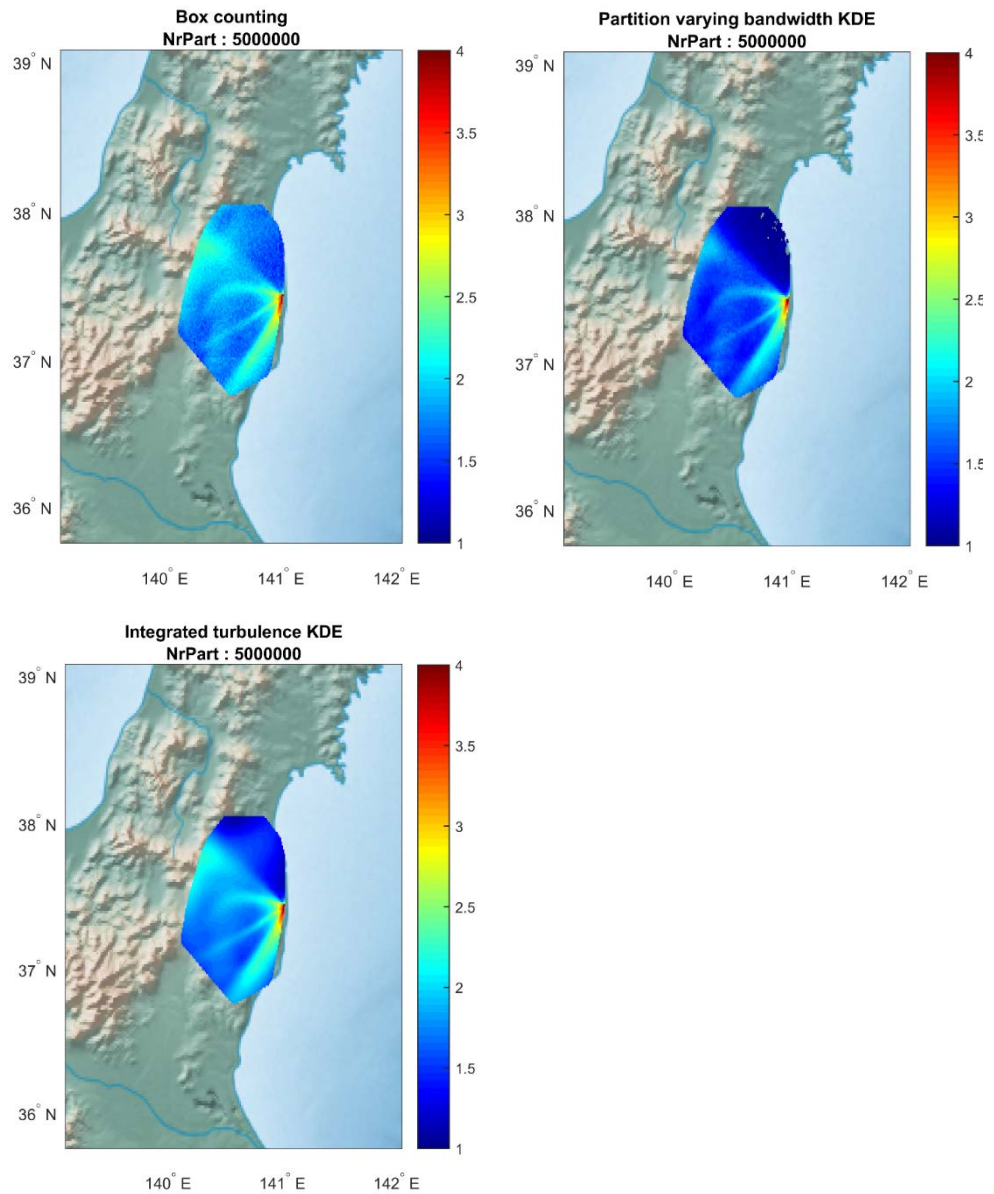 Box counting
NrPart : 5000000
39° N
38° N
37° N
36° N
140° E
141° E
142° E
4
3.5
3
2.5
2
1.5
1
Partition varying bandwidth KDE
NrPart : 5000000
39° N
38° N
37° N
36° N
140° E
141° E
142° E
4
3.5
3
2.5
2
1.5
1
Integrated turbulence KDE
NrPart : 5000000
39° N
38° N
37° N
36° N
140° E
141° E
142° E
4
3.5
3
2.5
2
1.5
1